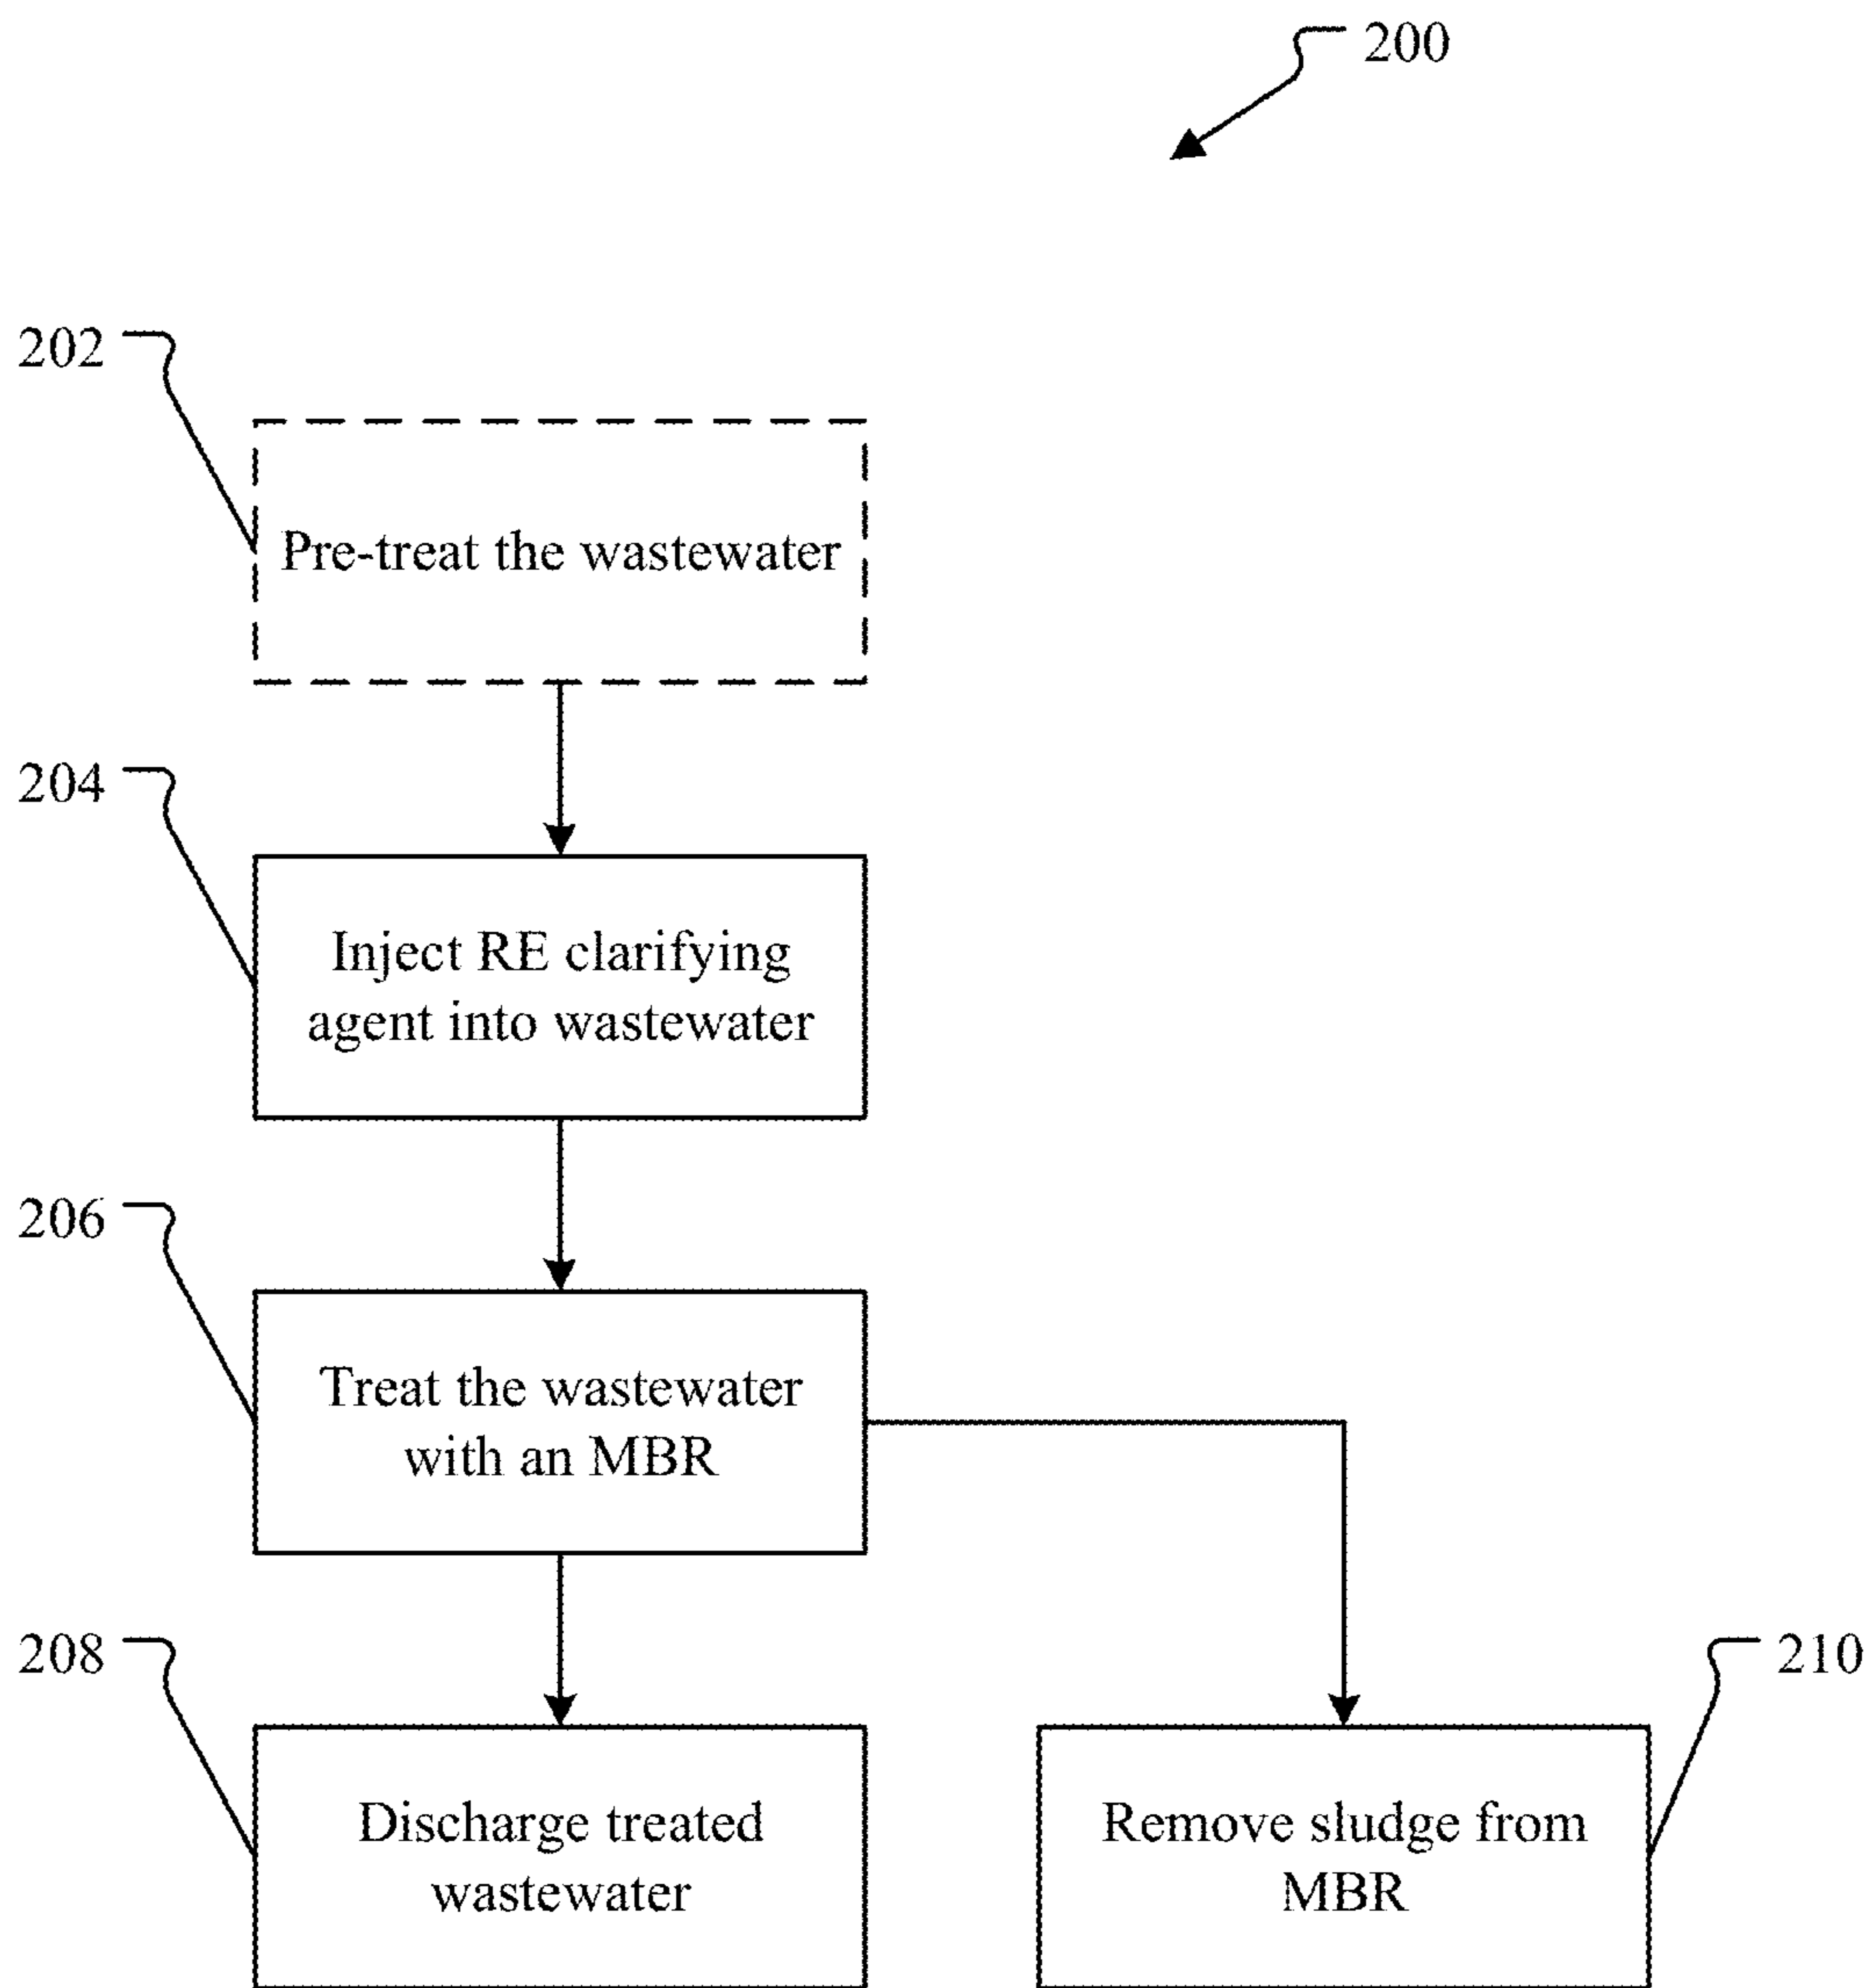 200
202
Pre-treat the wastewater
204
Inject RE clarifying
agent into wastewater
206
Treat the wastewater
with an MBR
208
Discharge treated
wastewater
210
Remove sludge from
MBR